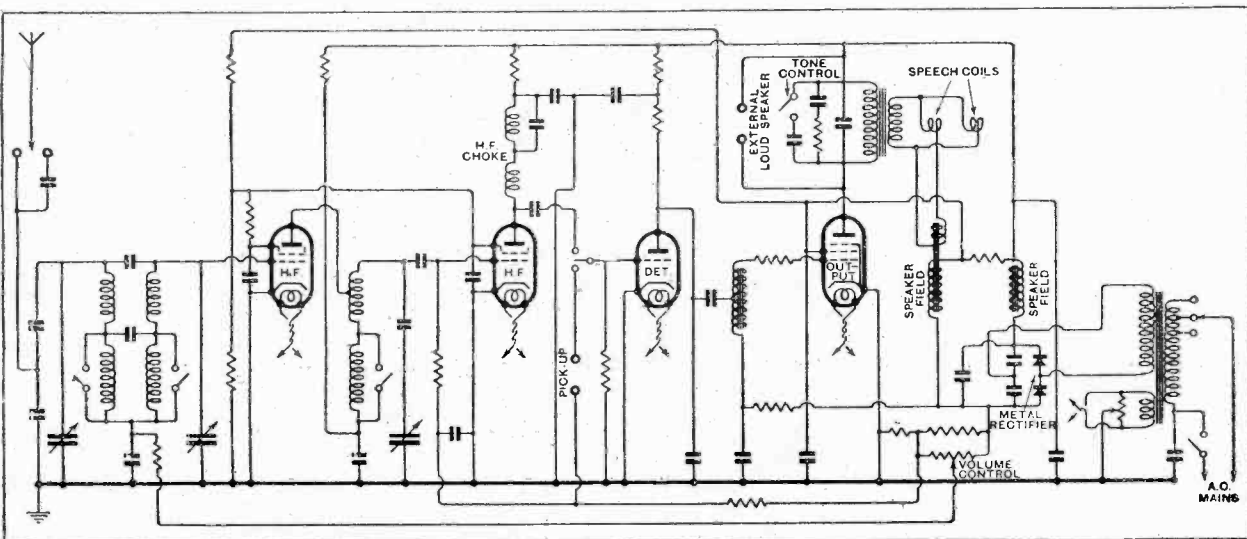 TONE
CONTROL
SPEECH COILS
EXTERNAL
LOUD SPEAKER
H.F.
CHOKE
H.F.
H.F
DET.
OUT-
PUT
SPEAKER
FIELD
SPEAKER
FIELD
PICK-UP
METAL
RECTIFIER
VOLUME
CONTROL
A.C.
MAINS